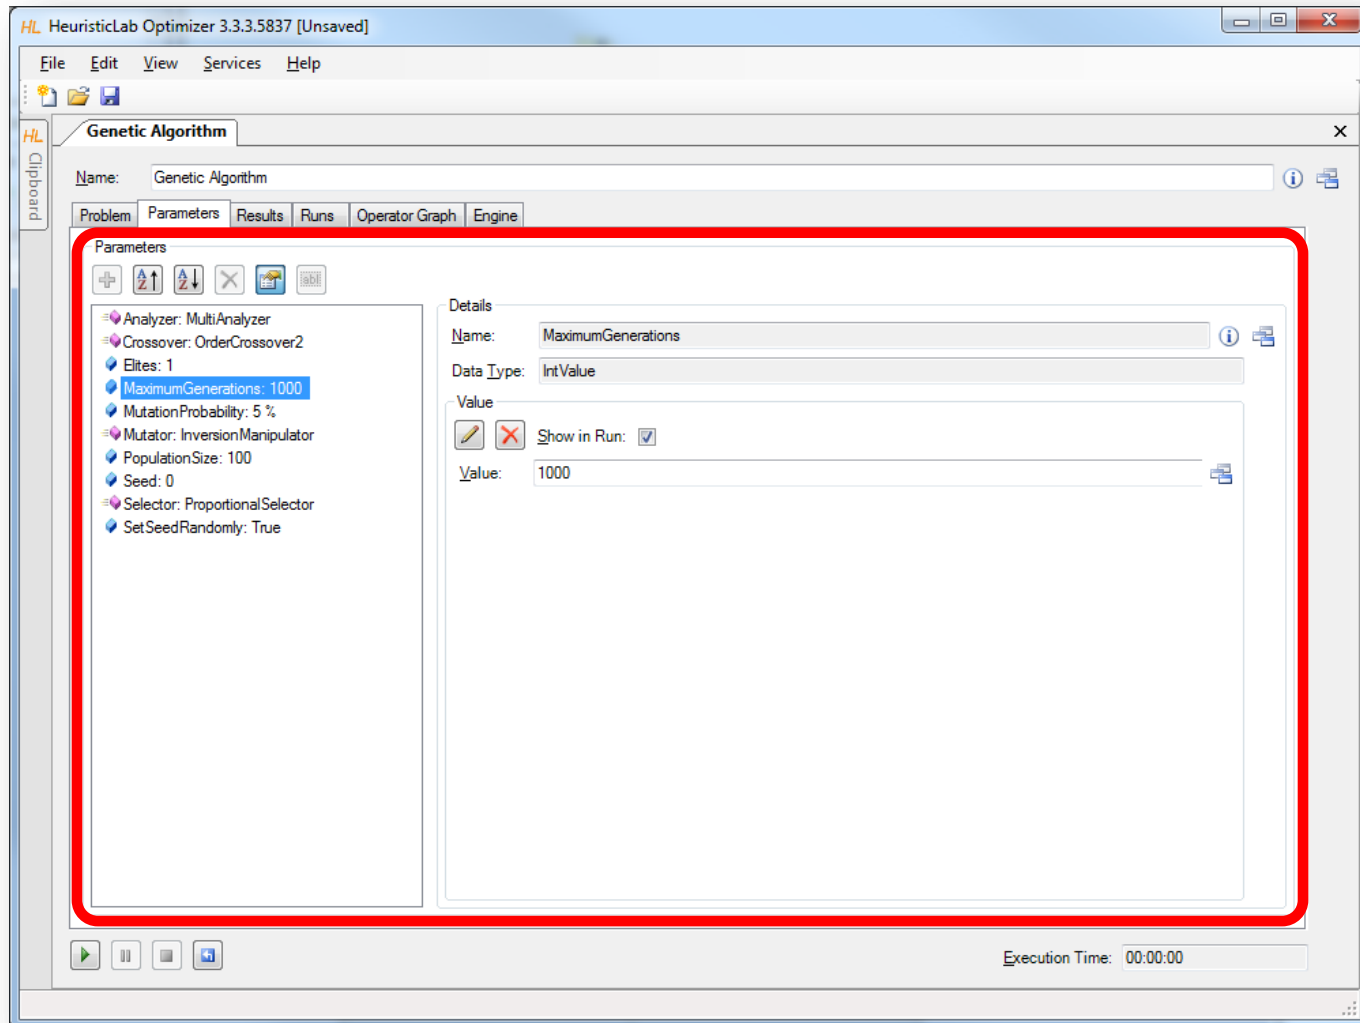 HL HeuristicLab Optimizer 3.3.3.5837 [Unsaved]
File Edit View Services Help
HL Clipboard
Genetic Algorithm
Name: Genetic Algorithm
Problem Parameters Results Runs Operator Graph Engine
Parameters
Analyzer: MultiAnalyzer
Crossover: OrderCrossover2
Elites: 1
MaximumGenerations: 1000
MutationProbability: 5 %
Mutator: InversionManipulator
PopulationSize: 100
Seed: 0
Selector: ProportionalSelector
SetSeedRandomly: True
Details
Name: MaximumGenerations
Data Type: IntValue
Value
Show in Run:
Value: 1000
Execution Time: 00:00:00